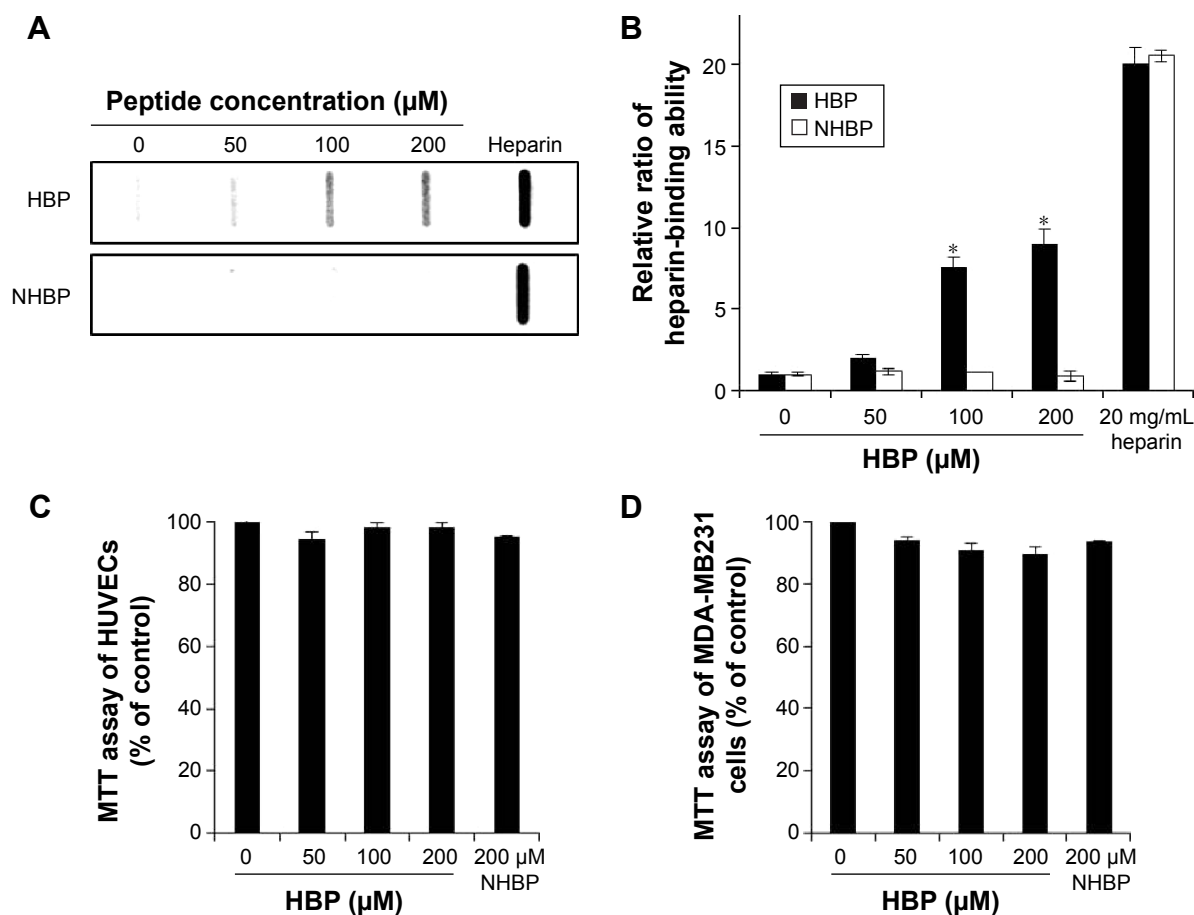 A
Peptide concentration (µM)
0 50 100 200 Heparin
HBP
NHBP
B
Relative ratio of
heparin-binding ability
20
15
10
5
0
HBP
NHBP
*
*
0 50 100 200 20 mg/mL
heparin
HBP (µM)
C
MTT assay of HUVECs
(% of control)
100
80
60
40
20
0
0 50 100 200 200 µM
NHBP
HBP (µM)
D
MTT assay of MDA-MB231
cells (% of control)
100
80
60
40
20
0
0 50 100 200 200 µM
NHBP
HBP (µM)